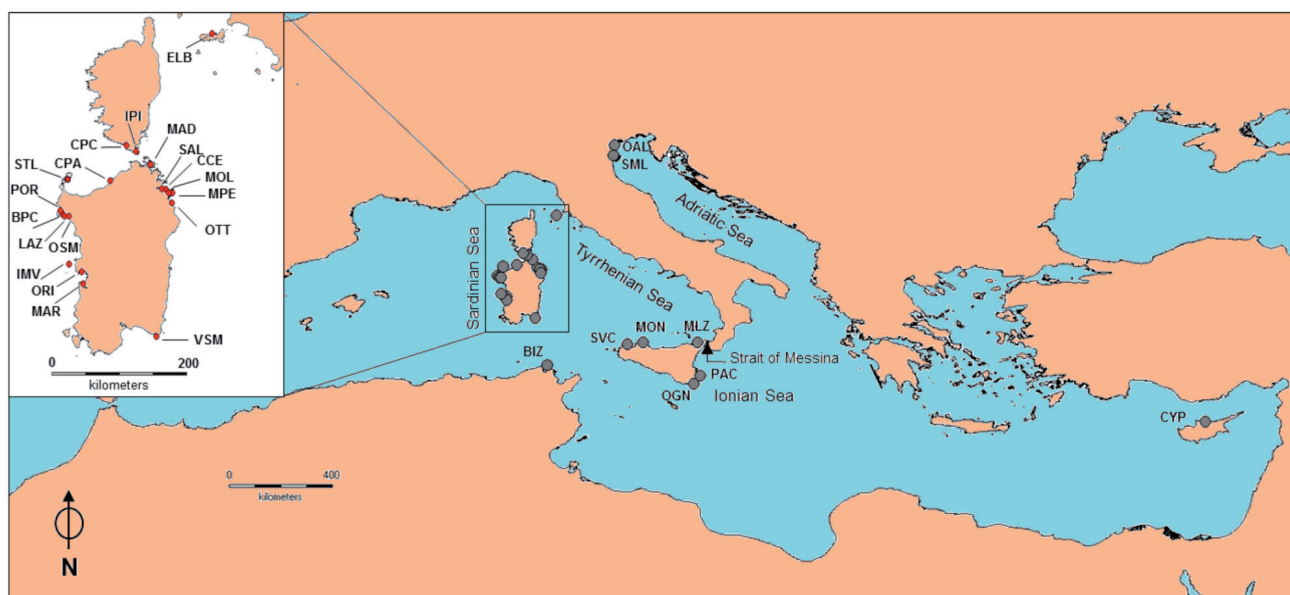 ELB
IPI
MAD
CPC
SAL
CPA
CCE
STL
MOL
POR
MPE
BPC
OTT
LAZ
OSM
IMV
ORI
MAR
VSM
0 200
kilometers
OAL
SML
Adriatic Sea
Tyrrhenian Sea
Sardinian Sea
SVC
MON
MLZ
BIZ
Strait of Messina
PAC
OGN
Ionian Sea
CYP
0 400
kilometers
N